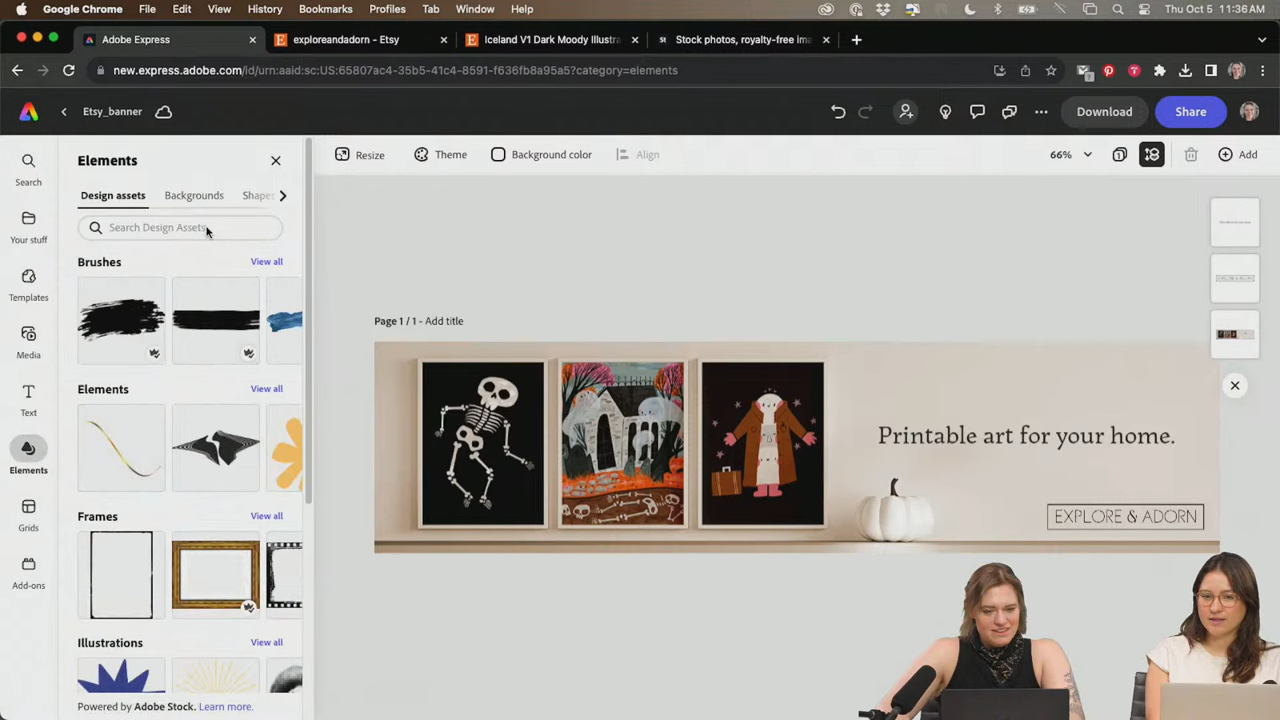 Google Chrome File Edit View History Bookmarks Profiles Tab Window Help Thu Oct 5 11:36 AM
Adobe Express
exploreandadorn - Etsy
Iceland V1 Dark Moody Illustra
Stock photos, royalty-free ima
new.express.adobe.com/id/urn:aaid:sc:US:65807ac4-35b5-41c4-8591-f636fb8a95a5?category=elements
Etsy_banner
Download
Share
Search
Your stuff
Templates
Media
Text
Elements
Grids
Add-ons
Elements
Design assets Backgrounds Shapes
Search Design Assets
Brushes View all
Elements View all
Frames View all
Illustrations View all
Powered by Adobe Stock. Learn more.
Resize Theme Background color Align 66% Add
Page 1 / 1 - Add title
Printable art for your home.
EXPLORE & ADORN